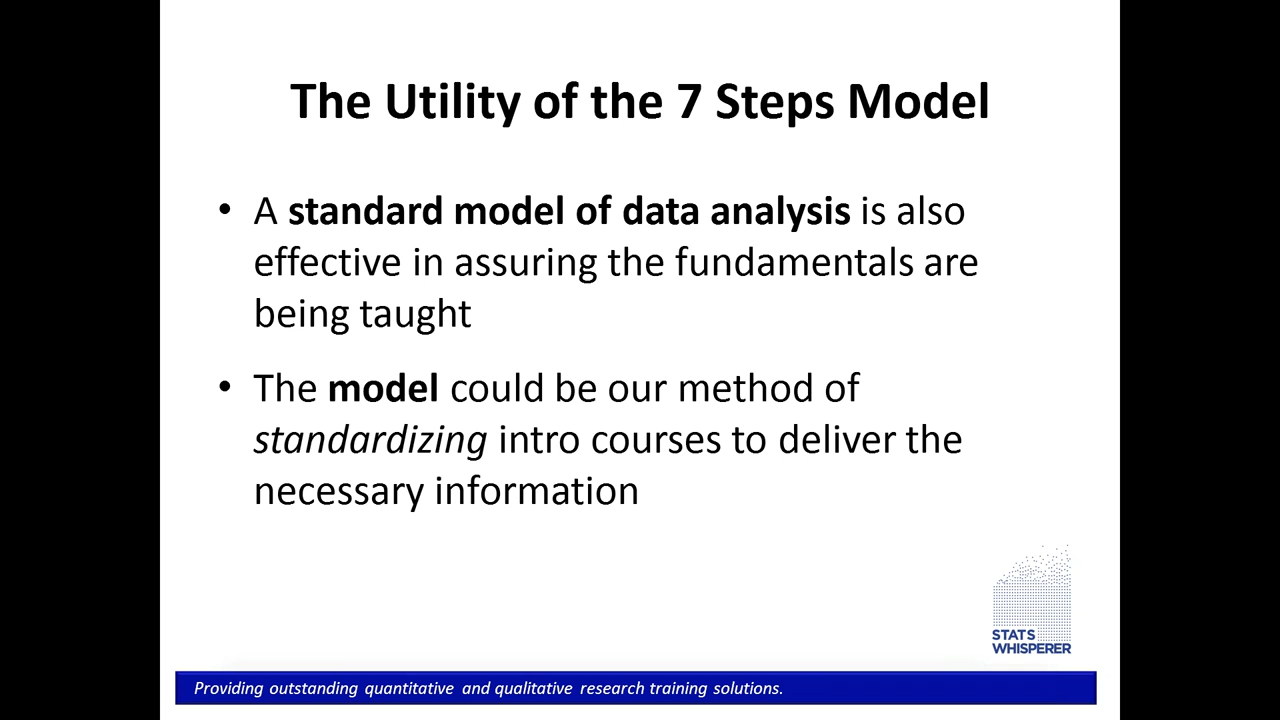 The Utility of the 7 Steps Model
• A standard model of data analysis is also
effective in assuring the fundamentals are
being taught
• The model could be our method of
standardizing intro courses to deliver the
necessary information
STATS
WHISPERER
Providing outstanding quantitative and qualitative research training solutions.